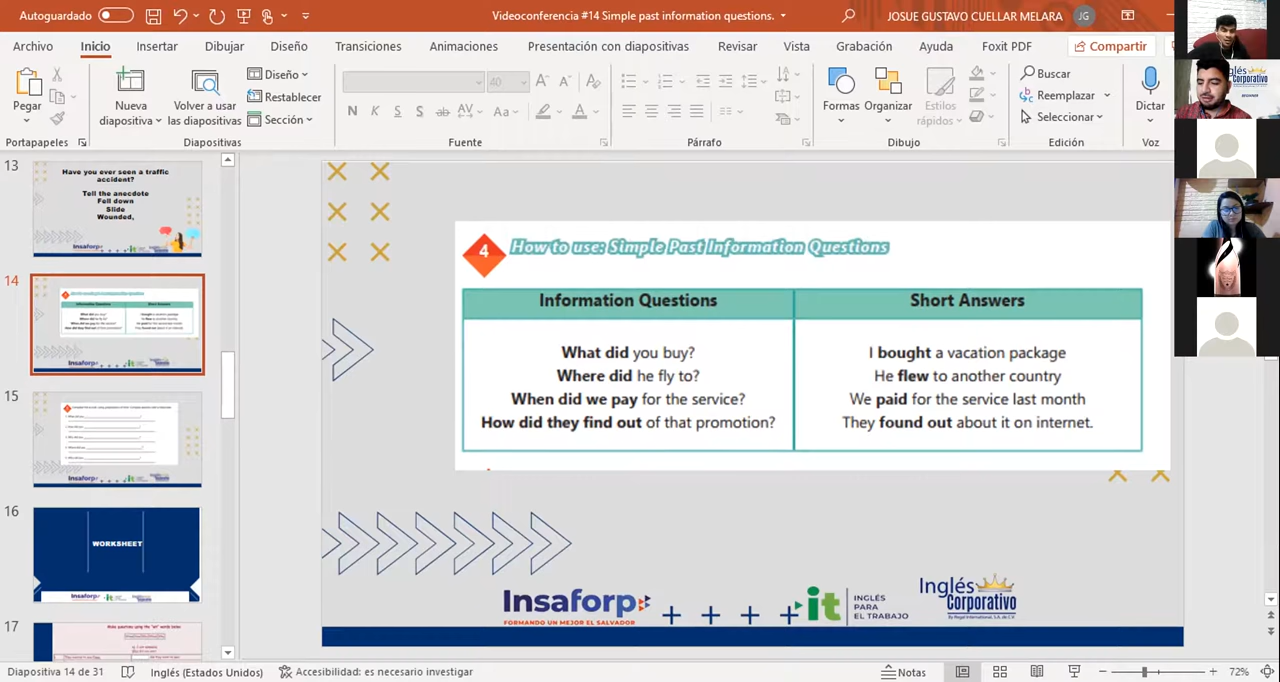 Autoguardado
Videoconferencia #14 Simple past information questions.
JOSUE GUSTAVO CUELLAR MELARA
JG
Archivo Inicio Insertar Dibujar Diseño Transiciones Animaciones Presentación con diapositivas Revisar Vista Grabación Ayuda Foxit PDF Compartir
Pegar
Nueva diapositiva
Volver a usar las diapositivas
Diseño
Restablecer
Sección
40
N K S S ab AV Aa A
Formas
Organizar
Estilos rápidos
Buscar
Reemplazar
Seleccionar
Dictar
Portapapeles Diapositivas Fuente Párrafo Dibujo Edición Voz
13
Have you ever seen a traffic
accident?
Tell the anecdote
Fell down
Slide
Wounded,
14
15
16
WORKSHEET
17
4
How to use: Simple Past Information Questions
Information Questions Short Answers
What did you buy? I bought a vacation package
Where did he fly to? He flew to another country
When did we pay for the service? We paid for the service last month
How did they find out of that promotion? They found out about it on internet.
Insaforp
FORMANDO UN MEJOR EL SALVADOR
it
INGLÉS
PARA
EL TRABAJO
Inglés
Corporativo
By Regal International, S.A. de C.V.
Diapositiva 14 de 31 Inglés (Estados Unidos) Accesibilidad: es necesario investigar Notas 72%